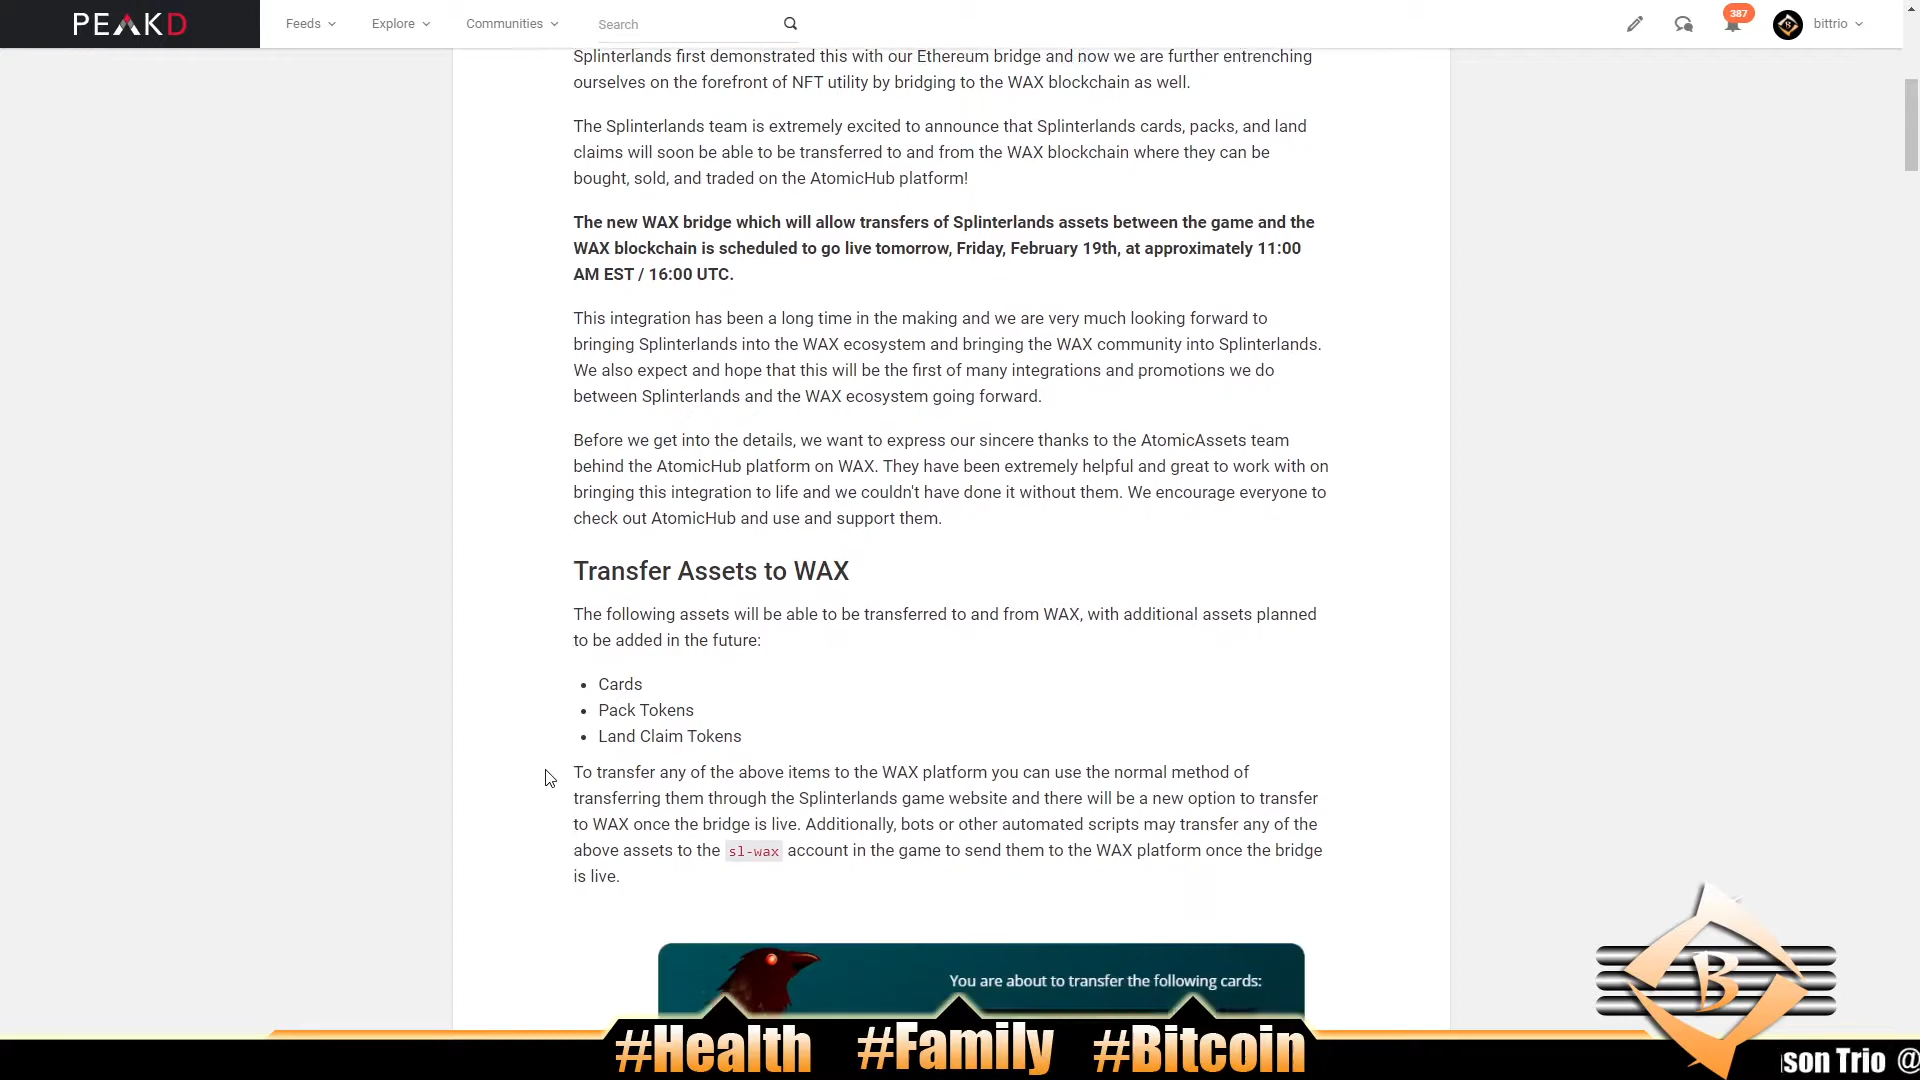 PEAKD
Feeds
Explore
Communities
Search
387
bittrio
Splinterlands first demonstrated this with our Ethereum bridge and now we are further entrenching
ourselves on the forefront of NFT utility by bridging to the WAX blockchain as well.
The Splinterlands team is extremely excited to announce that Splinterlands cards, packs, and land
claims will soon be able to be transferred to and from the WAX blockchain where they can be
bought, sold, and traded on the AtomicHub platform!
The new WAX bridge which will allow transfers of Splinterlands assets between the game and the
WAX blockchain is scheduled to go live tomorrow, Friday, February 19th, at approximately 11:00
AM EST / 16:00 UTC.
This integration has been a long time in the making and we are very much looking forward to
bringing Splinterlands into the WAX ecosystem and bringing the WAX community into Splinterlands.
We also expect and hope that this will be the first of many integrations and promotions we do
between Splinterlands and the WAX ecosystem going forward.
Before we get into the details, we want to express our sincere thanks to the AtomicAssets team
behind the AtomicHub platform on WAX. They have been extremely helpful and great to work with on
bringing this integration to life and we couldn't have done it without them. We encourage everyone to
check out AtomicHub and use and support them.
Transfer Assets to WAX
The following assets will be able to be transferred to and from WAX, with additional assets planned
to be added in the future:
• Cards
• Pack Tokens
• Land Claim Tokens
To transfer any of the above items to the WAX platform you can use the normal method of
transferring them through the Splinterlands game website and there will be a new option to transfer
to WAX once the bridge is live. Additionally, bots or other automated scripts may transfer any of the
above assets to the sl-wax account in the game to send them to the WAX platform once the bridge
is live.
You are about to transfer the following cards:
B
#Health #Family #Bitcoin
son Trio @